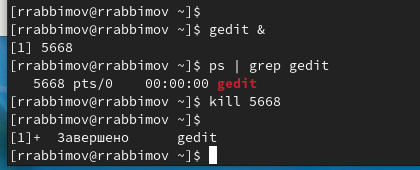 [rrabbimov@rrabbimov ~]$
[rrabbimov@rrabbimov ~]$ gedit &
[1] 5668
[rrabbimov@rrabbimov ~]$ ps | grep gedit
   5668 pts/0    00:00:00 gedit
[rrabbimov@rrabbimov ~]$ kill 5668
[rrabbimov@rrabbimov ~]$
[1]+  Завершено      gedit
[rrabbimov@rrabbimov ~]$